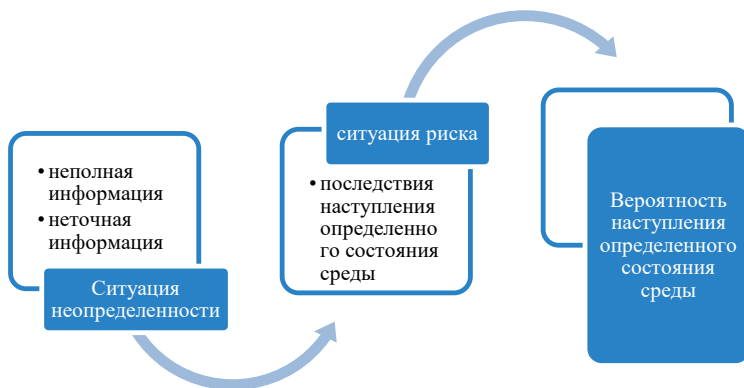 • неполная
информация
• неточная
информация
Ситуация
неопределенности
ситуация риска
• последствия
наступления
определенно
го состояния
среды
Вероятность
наступления
определенного
состояния
среды